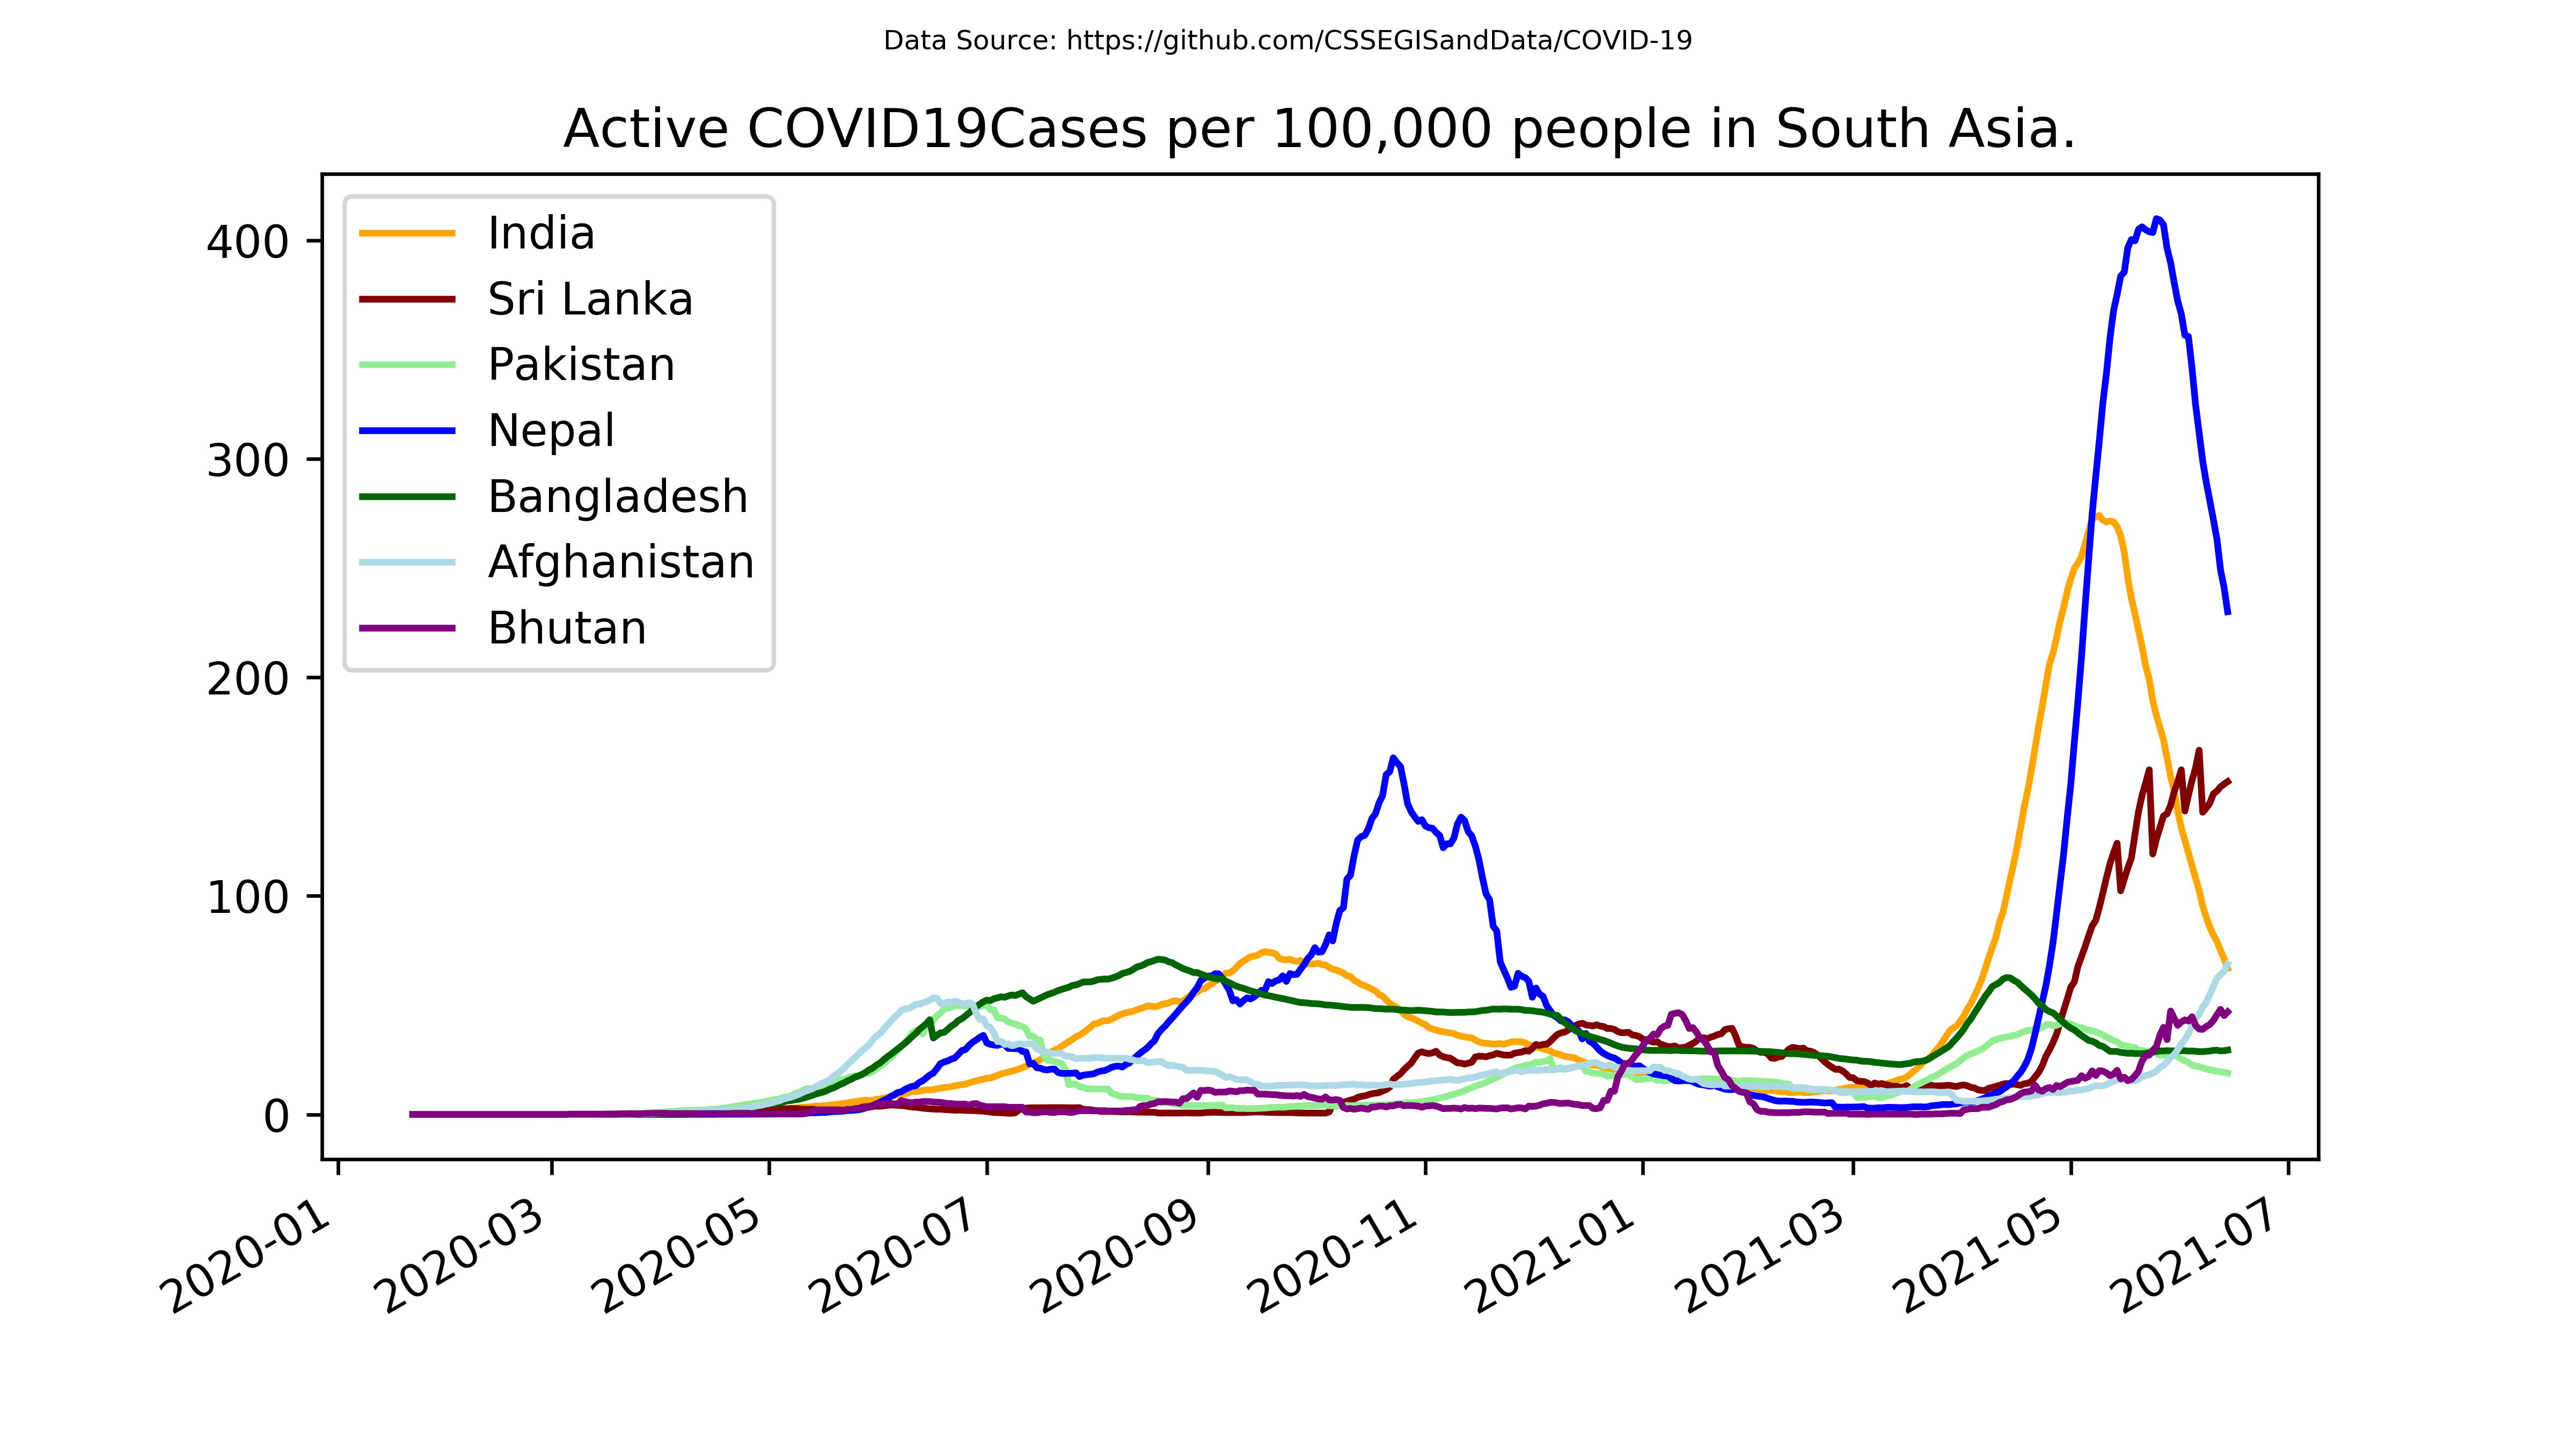 Data Source: https://github.com/CSSEGISandData/COVID-19
Active COVID19Cases per 100,000 people in South Asia.
India
Sri Lanka
Pakistan
Nepal
Bangladesh
Afghanistan
Bhutan
400
300
200
100
0
2020-01
2020-03
2020-05
2020-07
2020-09
2020-11
2021-01
2021-03
2021-05
2021-07